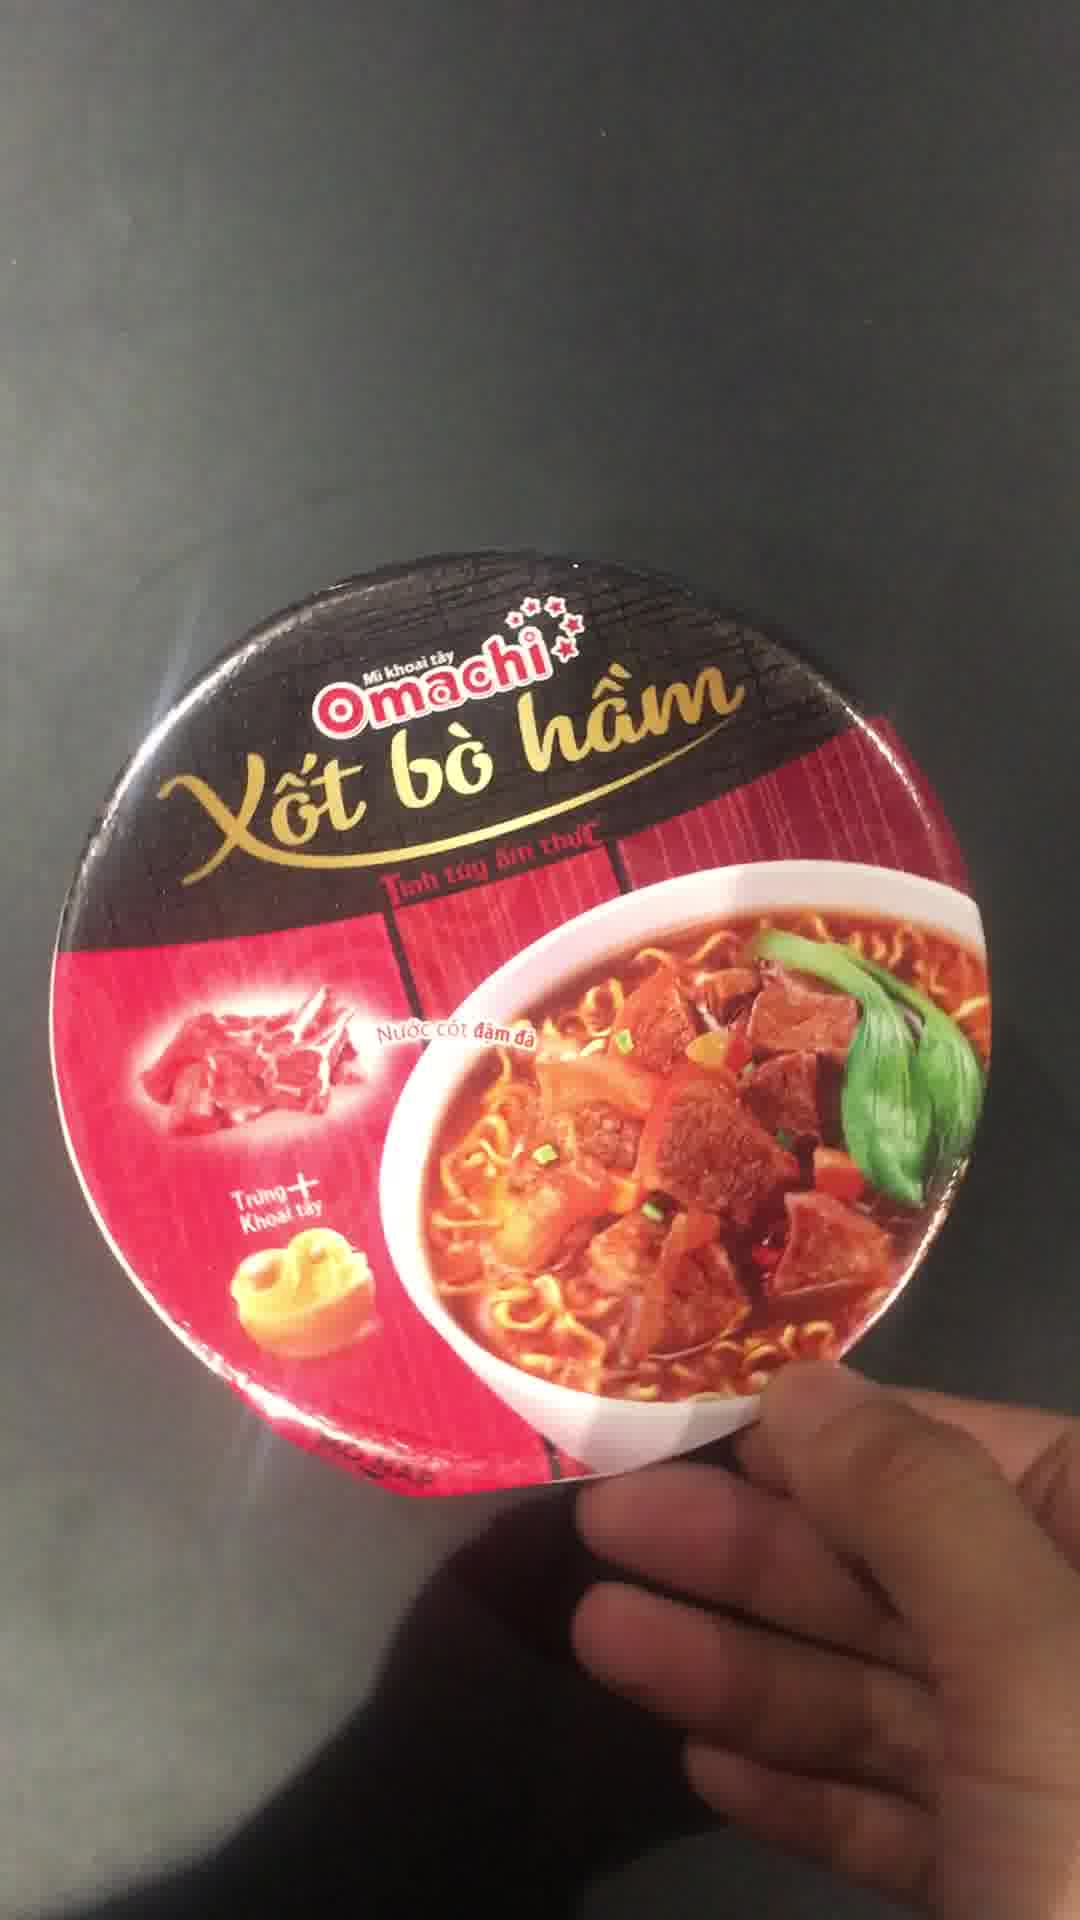 Mì khoai tây
Omachi
Xốt bò hầm
Tinh túy ẩm thực
Nước cốt đậm đà
Trứng +
Khoai tây